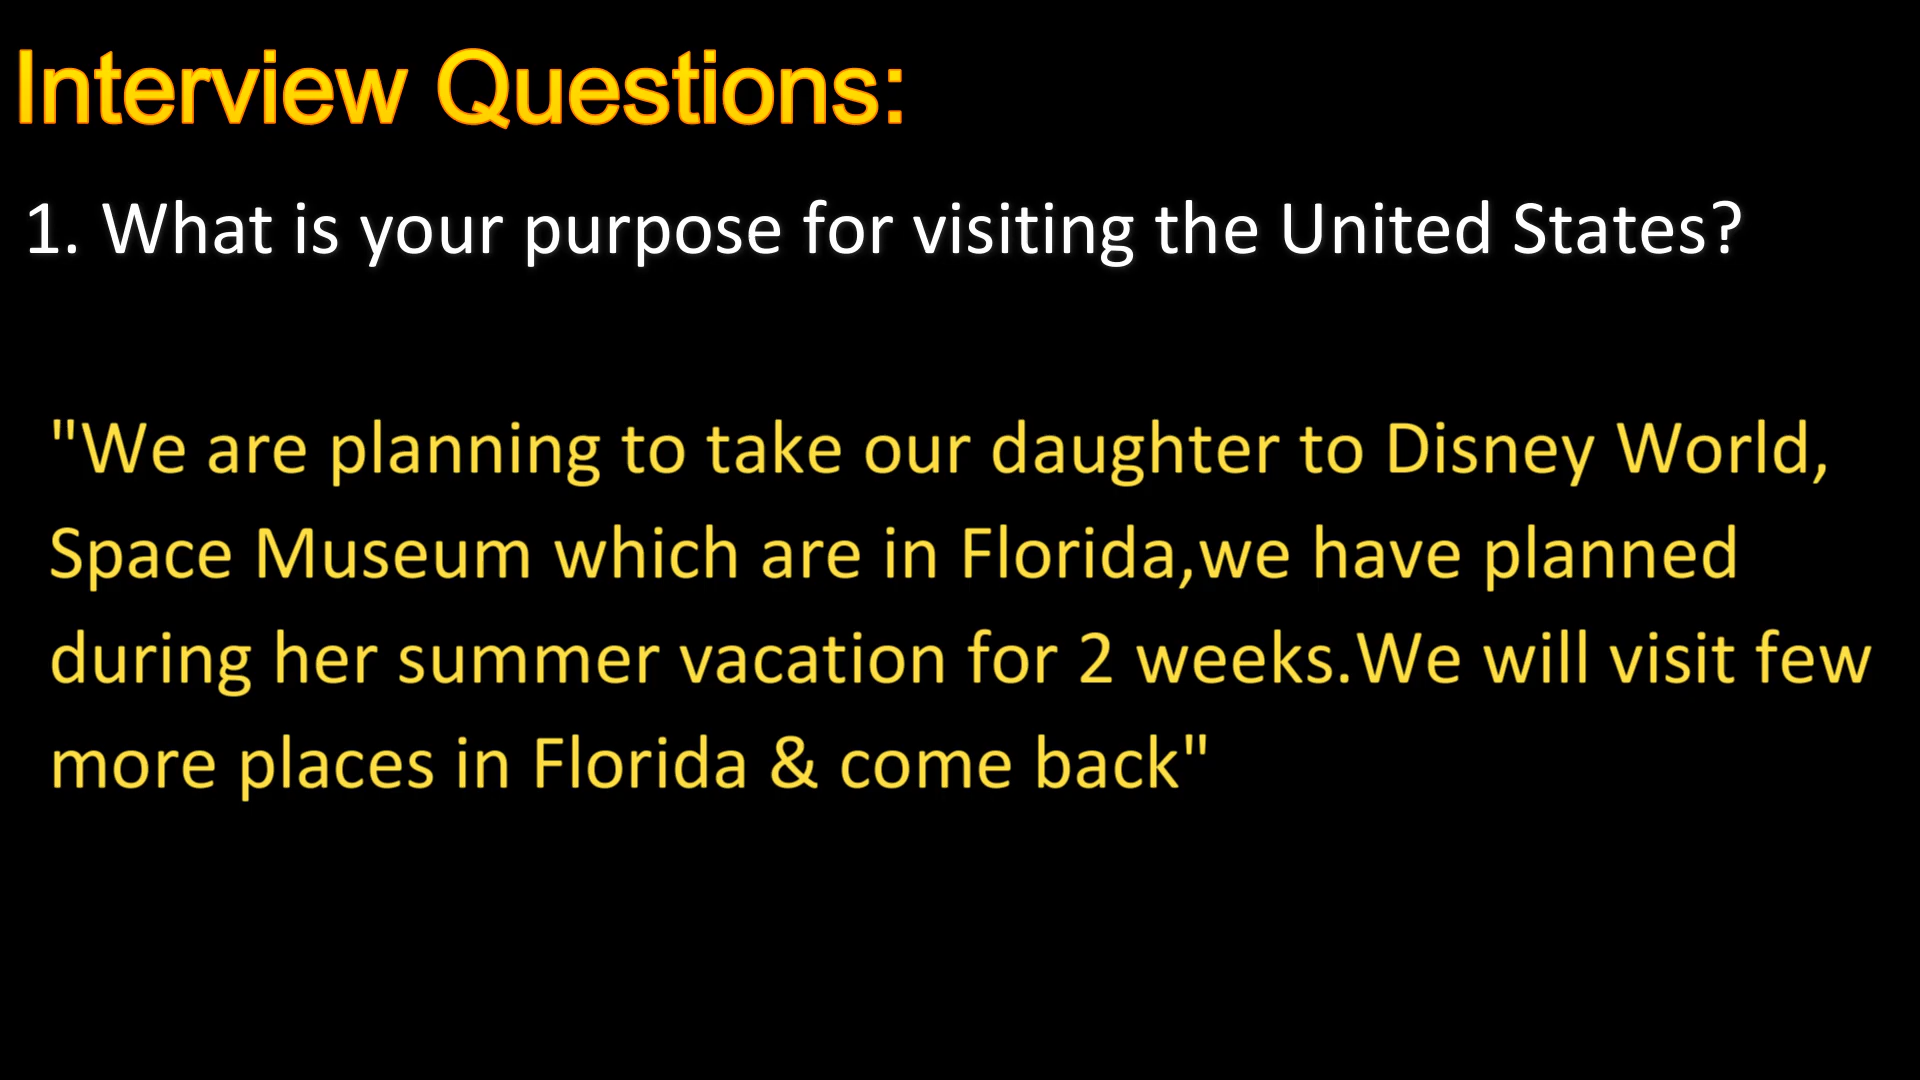 Interview Questions:
1. What is your purpose for visiting the United States?
"We are planning to take our daughter to Disney World,
Space Museum which are in Florida,we have planned
during her summer vacation for 2 weeks.We will visit few
more places in Florida & come back"